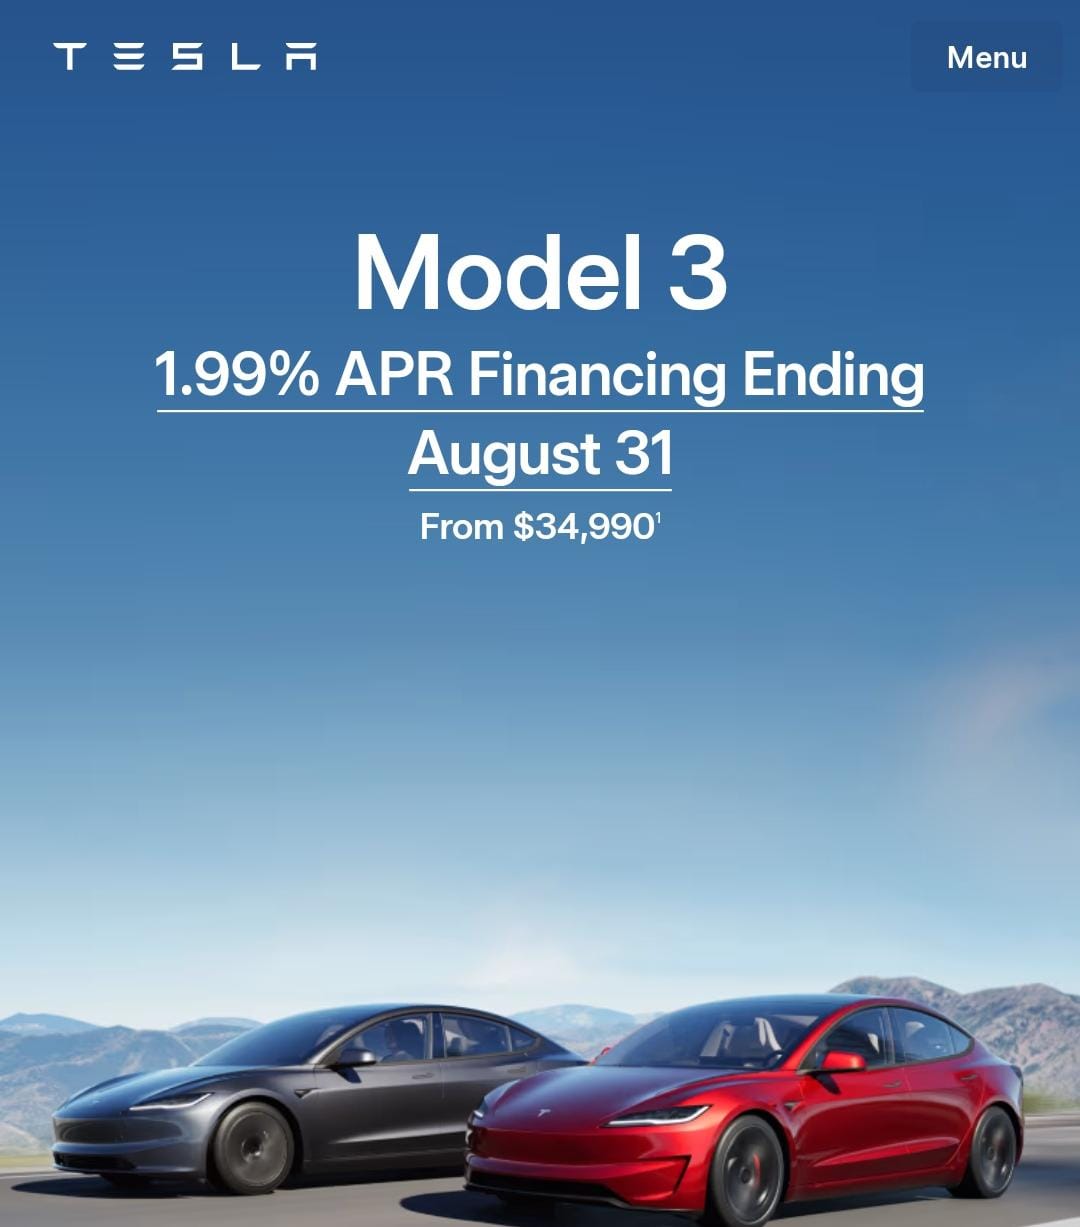 TESLA
Menu
Model 3
1.99% APR Financing Ending
August 31
From $34,990¹